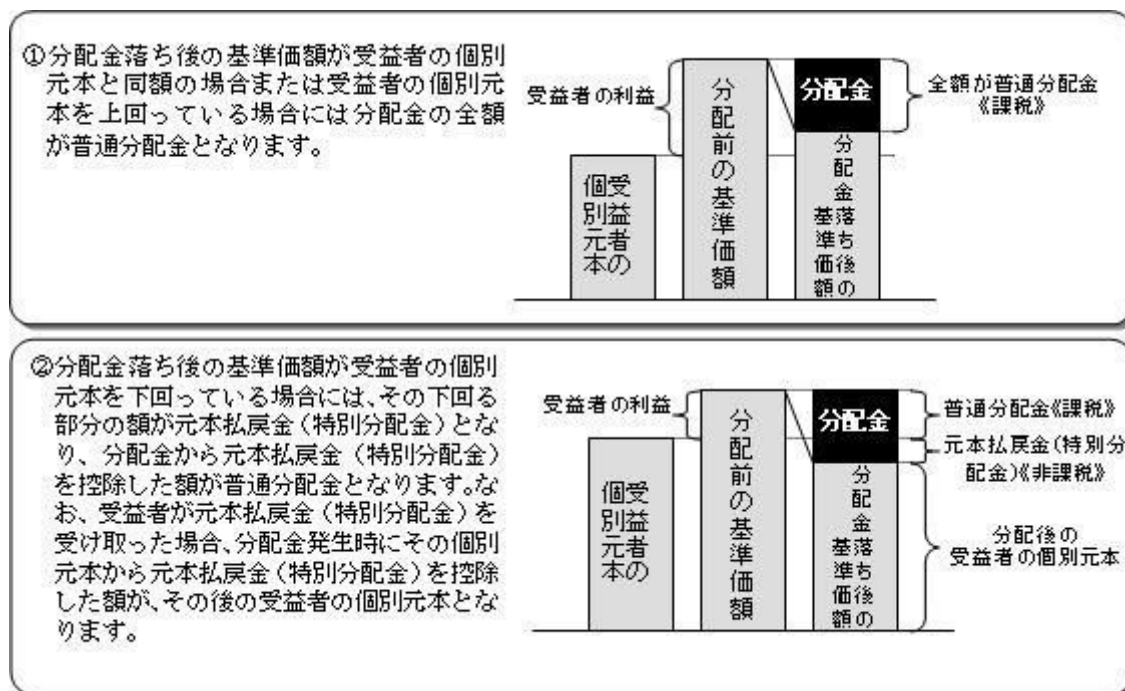 ①分配金落ち後の基準価額が受益者の個別
元本と同額の場合または受益者の個別元
本を上回っている場合には分配金の全額
が普通分配金となります。
受益者の利益
受益者の
個別元本
分配前の基準価額
分配金
分配金落ち後の
基準価額
全額が普通分配金
《課税》
②分配金落ち後の基準価額が受益者の個別
元本を下回っている場合には、その下回る
部分の額が元本払戻金(特別分配金)とな
り、分配金から元本払戻金(特別分配金)
を控除した額が普通分配金となります。な
お、受益者が元本払戻金(特別分配金)を
受け取った場合、分配金発生時にその個別
元本から元本払戻金(特別分配金)を控除
した額が、その後の受益者の個別元本とな
ります。
受益者の利益
受益者の
個別元本
分配前の基準価額
分配金
分配金落ち後の
基準価額
普通分配金《課税》
元本払戻金(特別分
配金)《非課税》
分配後の
受益者の個別元本